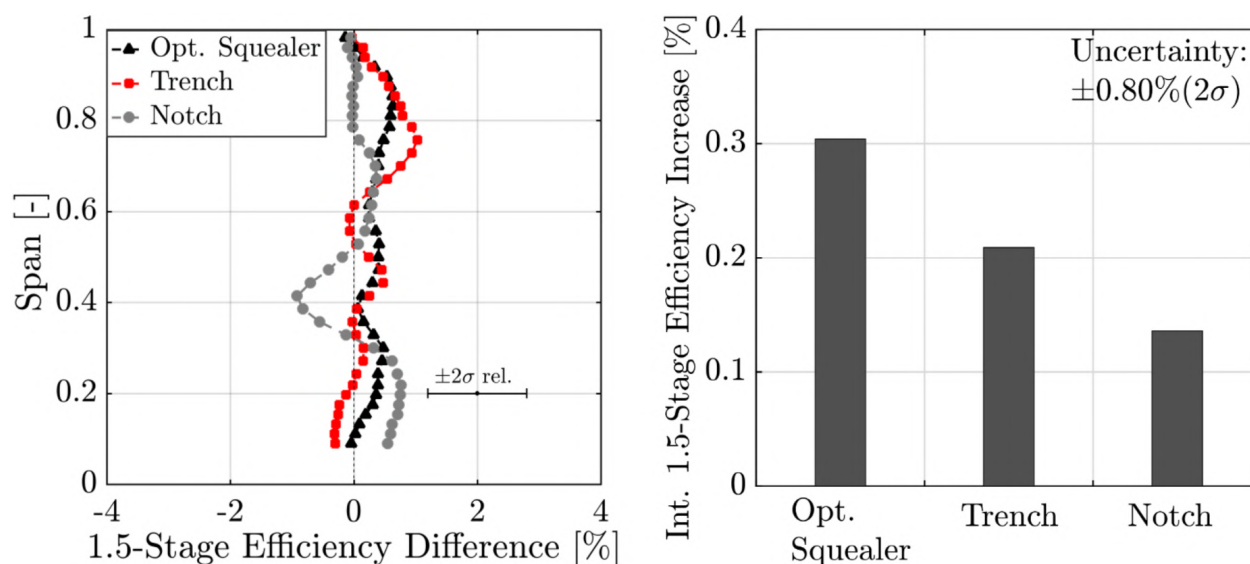 1
0.8
0.6
0.4
0.2
0
Span [-]
Opt. Squealer
Trench
Notch
±2σ rel.
-4
-2
0
2
4
1.5-Stage Efficiency Difference [%]
Int. 1.5-Stage Efficiency Increase [%]
0.4
0.3
0.2
0.1
0
Uncertainty:
±0.80%(2σ)
Opt.
Squealer
Trench
Notch